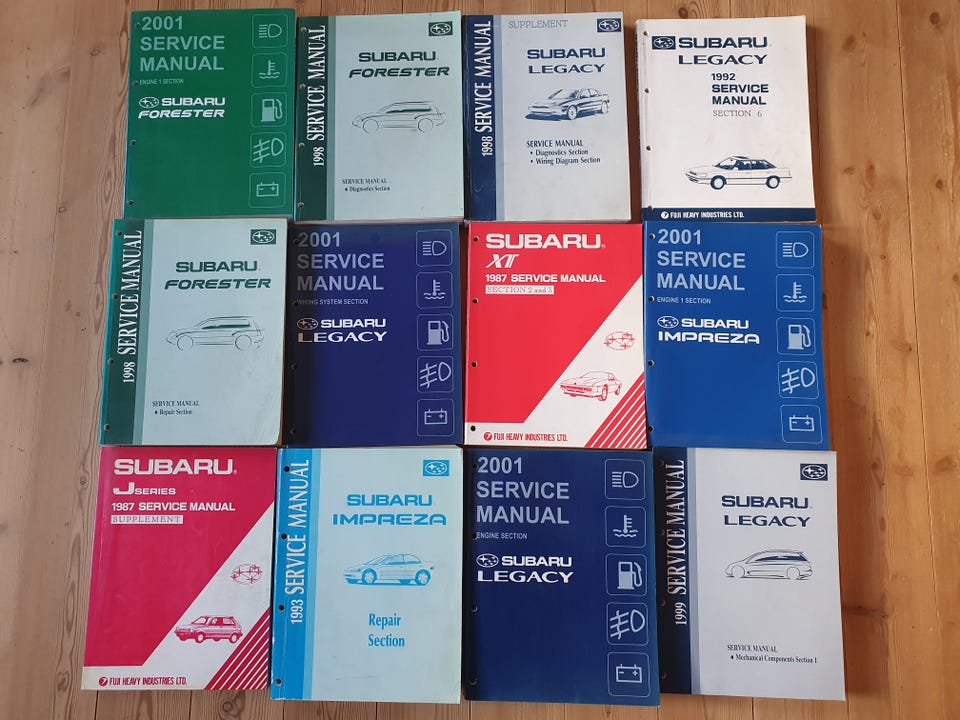 2001
SERVICE
MANUAL
ENGINE 1 SECTION
SUBARU
FORESTER
1998 SERVICE MANUAL
SUBARU
FORESTER
SERVICE MANUAL
• Diagnostics Section
1998 SERVICE MANUAL
SUPPLEMENT
SUBARU
LEGACY
SERVICE MANUAL
• Diagnostics Section
• Wiring Diagram Section
SUBARU
LEGACY
1992
SERVICE
MANUAL
SECTION 6
FUJI HEAVY INDUSTRIES LTD.
1998 SERVICE MANUAL
SUBARU
FORESTER
SERVICE MANUAL
• Repair Section
2001
SERVICE
MANUAL
WIRING SYSTEM SECTION
SUBARU
LEGACY
SUBARU®
XT
1987 SERVICE MANUAL
SECTION 2 and 3
FUJI HEAVY INDUSTRIES LTD.
2001
SERVICE
MANUAL
ENGINE 1 SECTION
SUBARU
IMPREZA
SUBARU®
J SERIES
1987 SERVICE MANUAL
SUPPLEMENT
FUJI HEAVY INDUSTRIES LTD.
1993 SERVICE MANUAL
SUBARU
IMPREZA
Repair
Section
2001
SERVICE
MANUAL
ENGINE SECTION
SUBARU
LEGACY
1999 SERVICE MANUAL
SUBARU
LEGACY
SERVICE MANUAL
• Mechanical Components Section 1